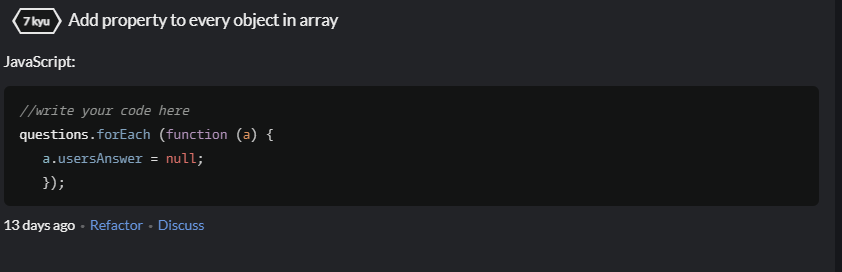 7 kyu Add property to every object in array
JavaScript:
//write your code here
questions.forEach (function (a) {
   a.usersAnswer = null;
   });
13 days ago • Refactor • Discuss